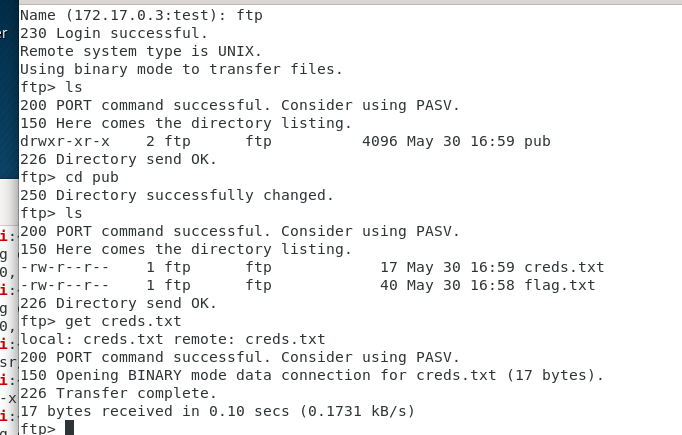 Name (172.17.0.3:test): ftp
230 Login successful.
Remote system type is UNIX.
Using binary mode to transfer files.
ftp> ls
200 PORT command successful. Consider using PASV.
150 Here comes the directory listing.
drwxr-xr-x    2 ftp      ftp          4096 May 30 16:59 pub
226 Directory send OK.
ftp> cd pub
250 Directory successfully changed.
ftp> ls
200 PORT command successful. Consider using PASV.
150 Here comes the directory listing.
-rw-r--r--    1 ftp      ftp            17 May 30 16:59 creds.txt
-rw-r--r--    1 ftp      ftp            40 May 30 16:58 flag.txt
226 Directory send OK.
ftp> get creds.txt
local: creds.txt remote: creds.txt
200 PORT command successful. Consider using PASV.
150 Opening BINARY mode data connection for creds.txt (17 bytes).
226 Transfer complete.
17 bytes received in 0.10 secs (0.1731 kB/s)
ftp>